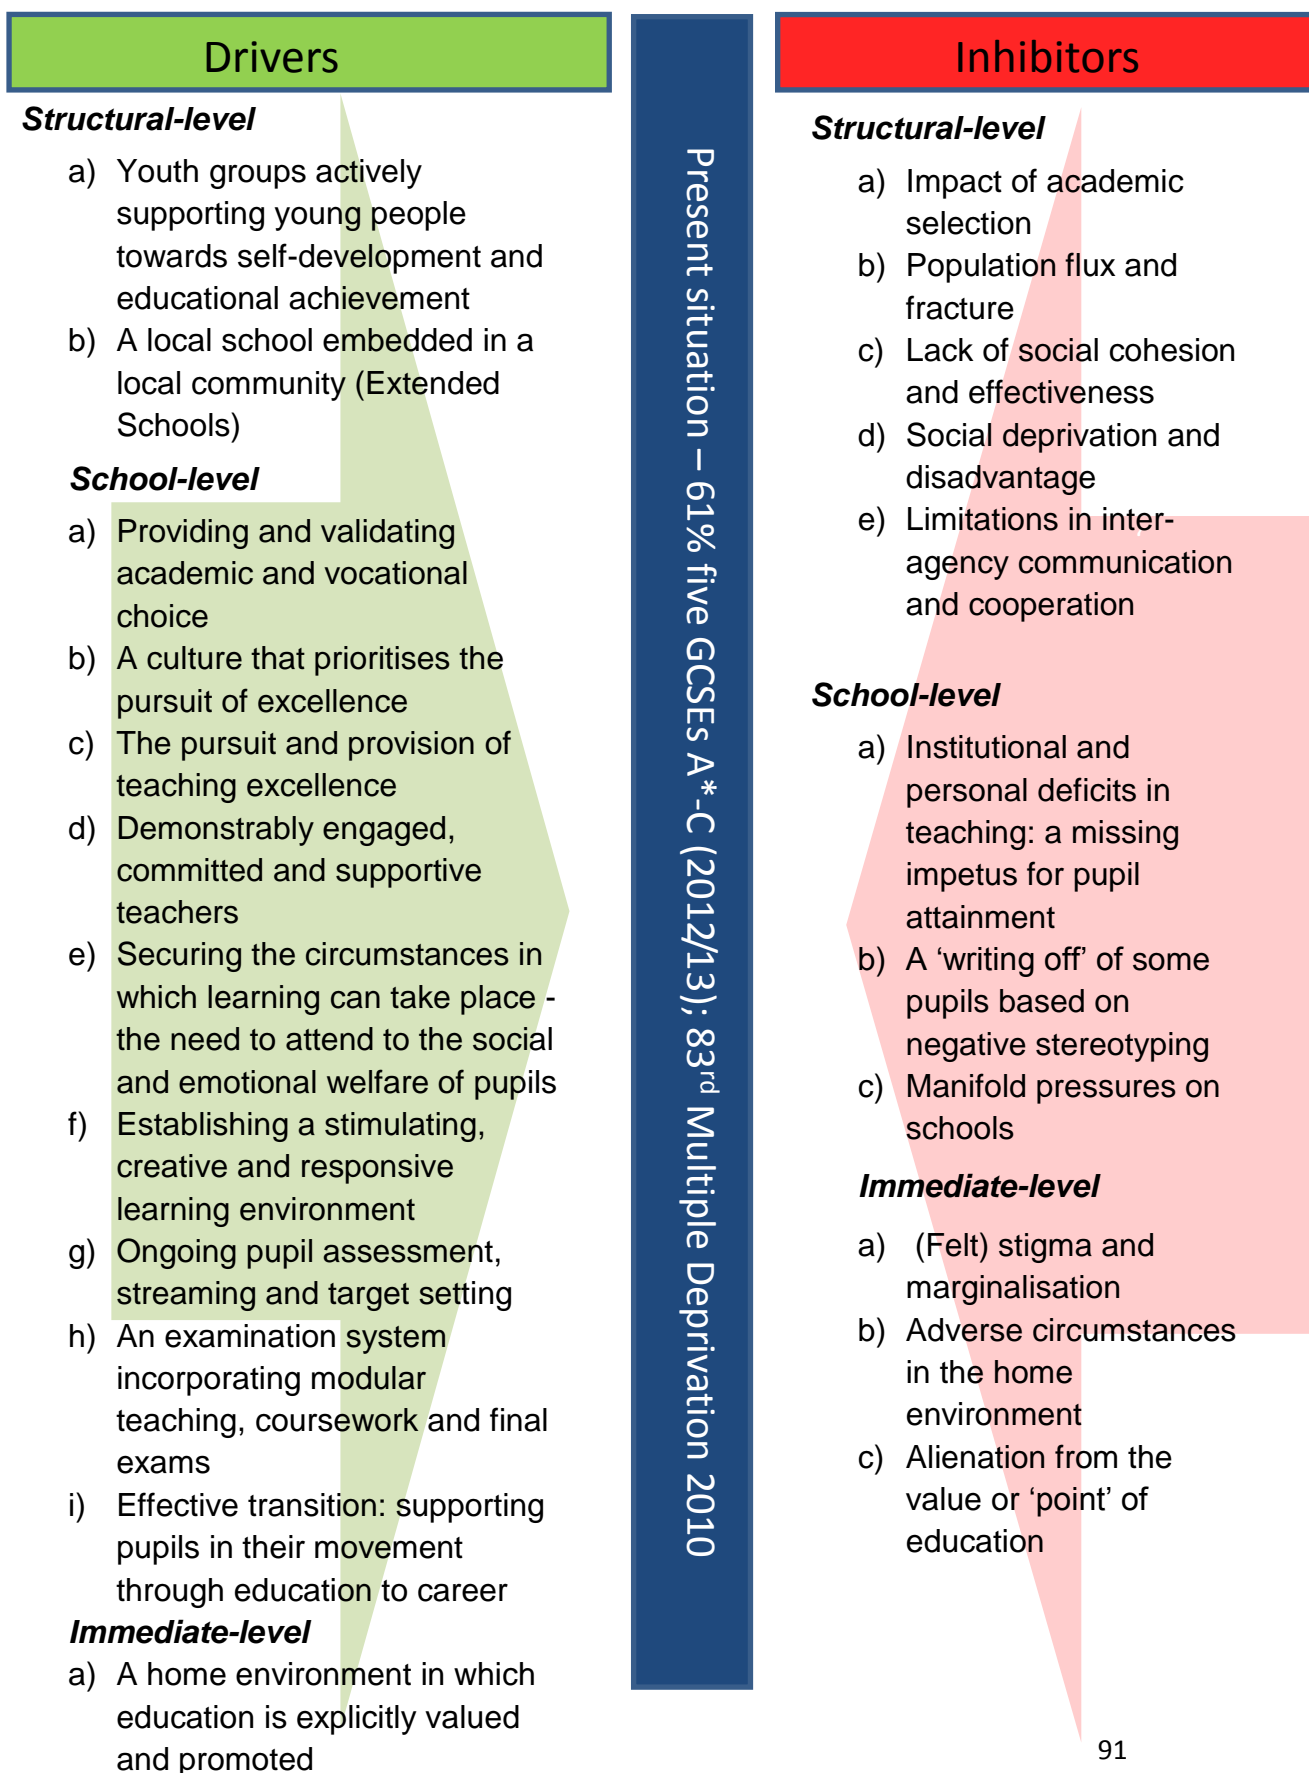 Drivers
Structural-level
a) Youth groups actively
supporting young people
towards self-development and
educational achievement
b) A local school embedded in a
local community (Extended
Schools)
School-level
a) Providing and validating
academic and vocational
choice
b) A culture that prioritises the
pursuit of excellence
c) The pursuit and provision of
teaching excellence
d) Demonstrably engaged,
committed and supportive
teachers
e) Securing the circumstances in
which learning can take place -
the need to attend to the social
and emotional welfare of pupils
f) Establishing a stimulating,
creative and responsive
learning environment
g) Ongoing pupil assessment,
streaming and target setting
h) An examination system
incorporating modular
teaching, coursework and final
exams
i) Effective transition: supporting
pupils in their movement
through education to career
Immediate-level
a) A home environment in which
education is explicitly valued
and promoted
Present situation – 61% five GCSEs A*-C (2012/13); 83rd Multiple Deprivation 2010
Inhibitors
Structural-level
a) Impact of academic
selection
b) Population flux and
fracture
c) Lack of social cohesion
and effectiveness
d) Social deprivation and
disadvantage
e) Limitations in inter-
agency communication
and cooperation
School-level
a) Institutional and
personal deficits in
teaching: a missing
impetus for pupil
attainment
b) A ‘writing off’ of some
pupils based on
negative stereotyping
c) Manifold pressures on
schools
Immediate-level
a) (Felt) stigma and
marginalisation
b) Adverse circumstances
in the home
environment
c) Alienation from the
value or ‘point’ of
education
91